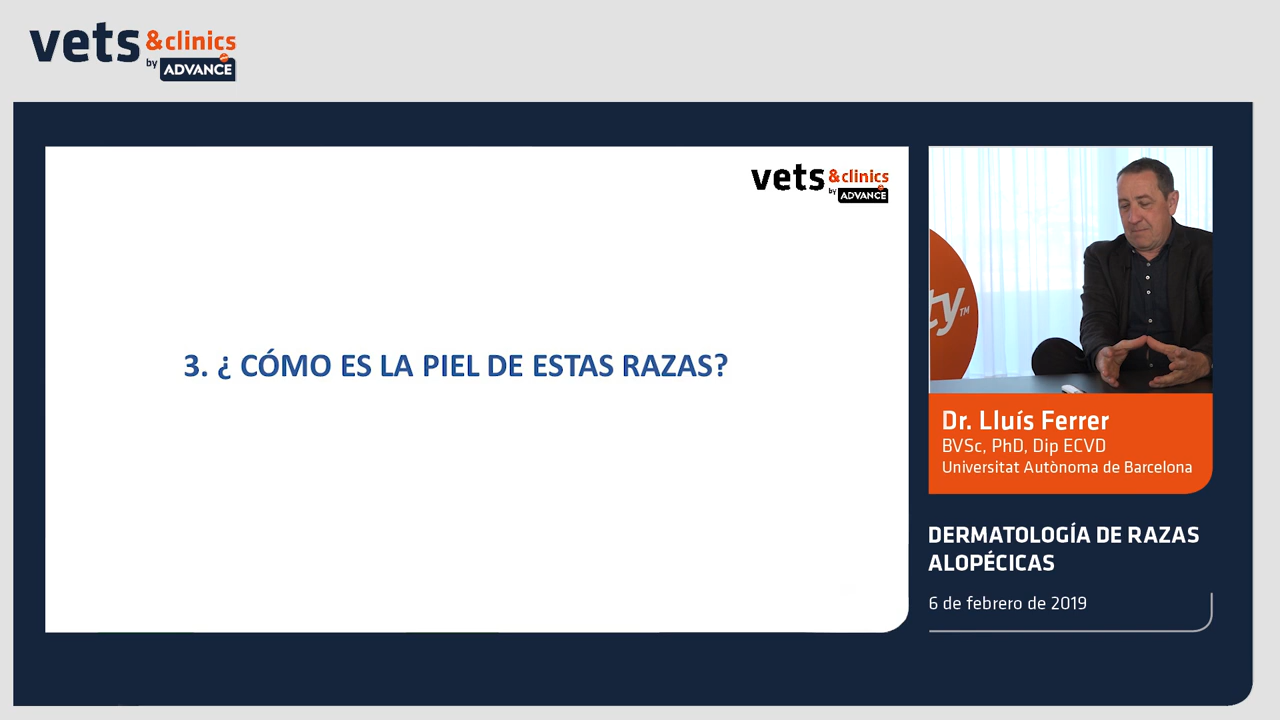 vets &clinics
by ADVANCE
vets &clinics
by ADVANCE
3. ¿ CÓMO ES LA PIEL DE ESTAS RAZAS?
ty™
Dr. Lluís Ferrer
BVSc, PhD, Dip ECVD
Universitat Autònoma de Barcelona
DERMATOLOGÍA DE RAZAS
ALOPÉCICAS
6 de febrero de 2019